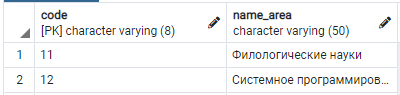 code name_area
[PK] character varying (8) character varying (50)
1 11 Филологические науки
2 12 Системное программиров...